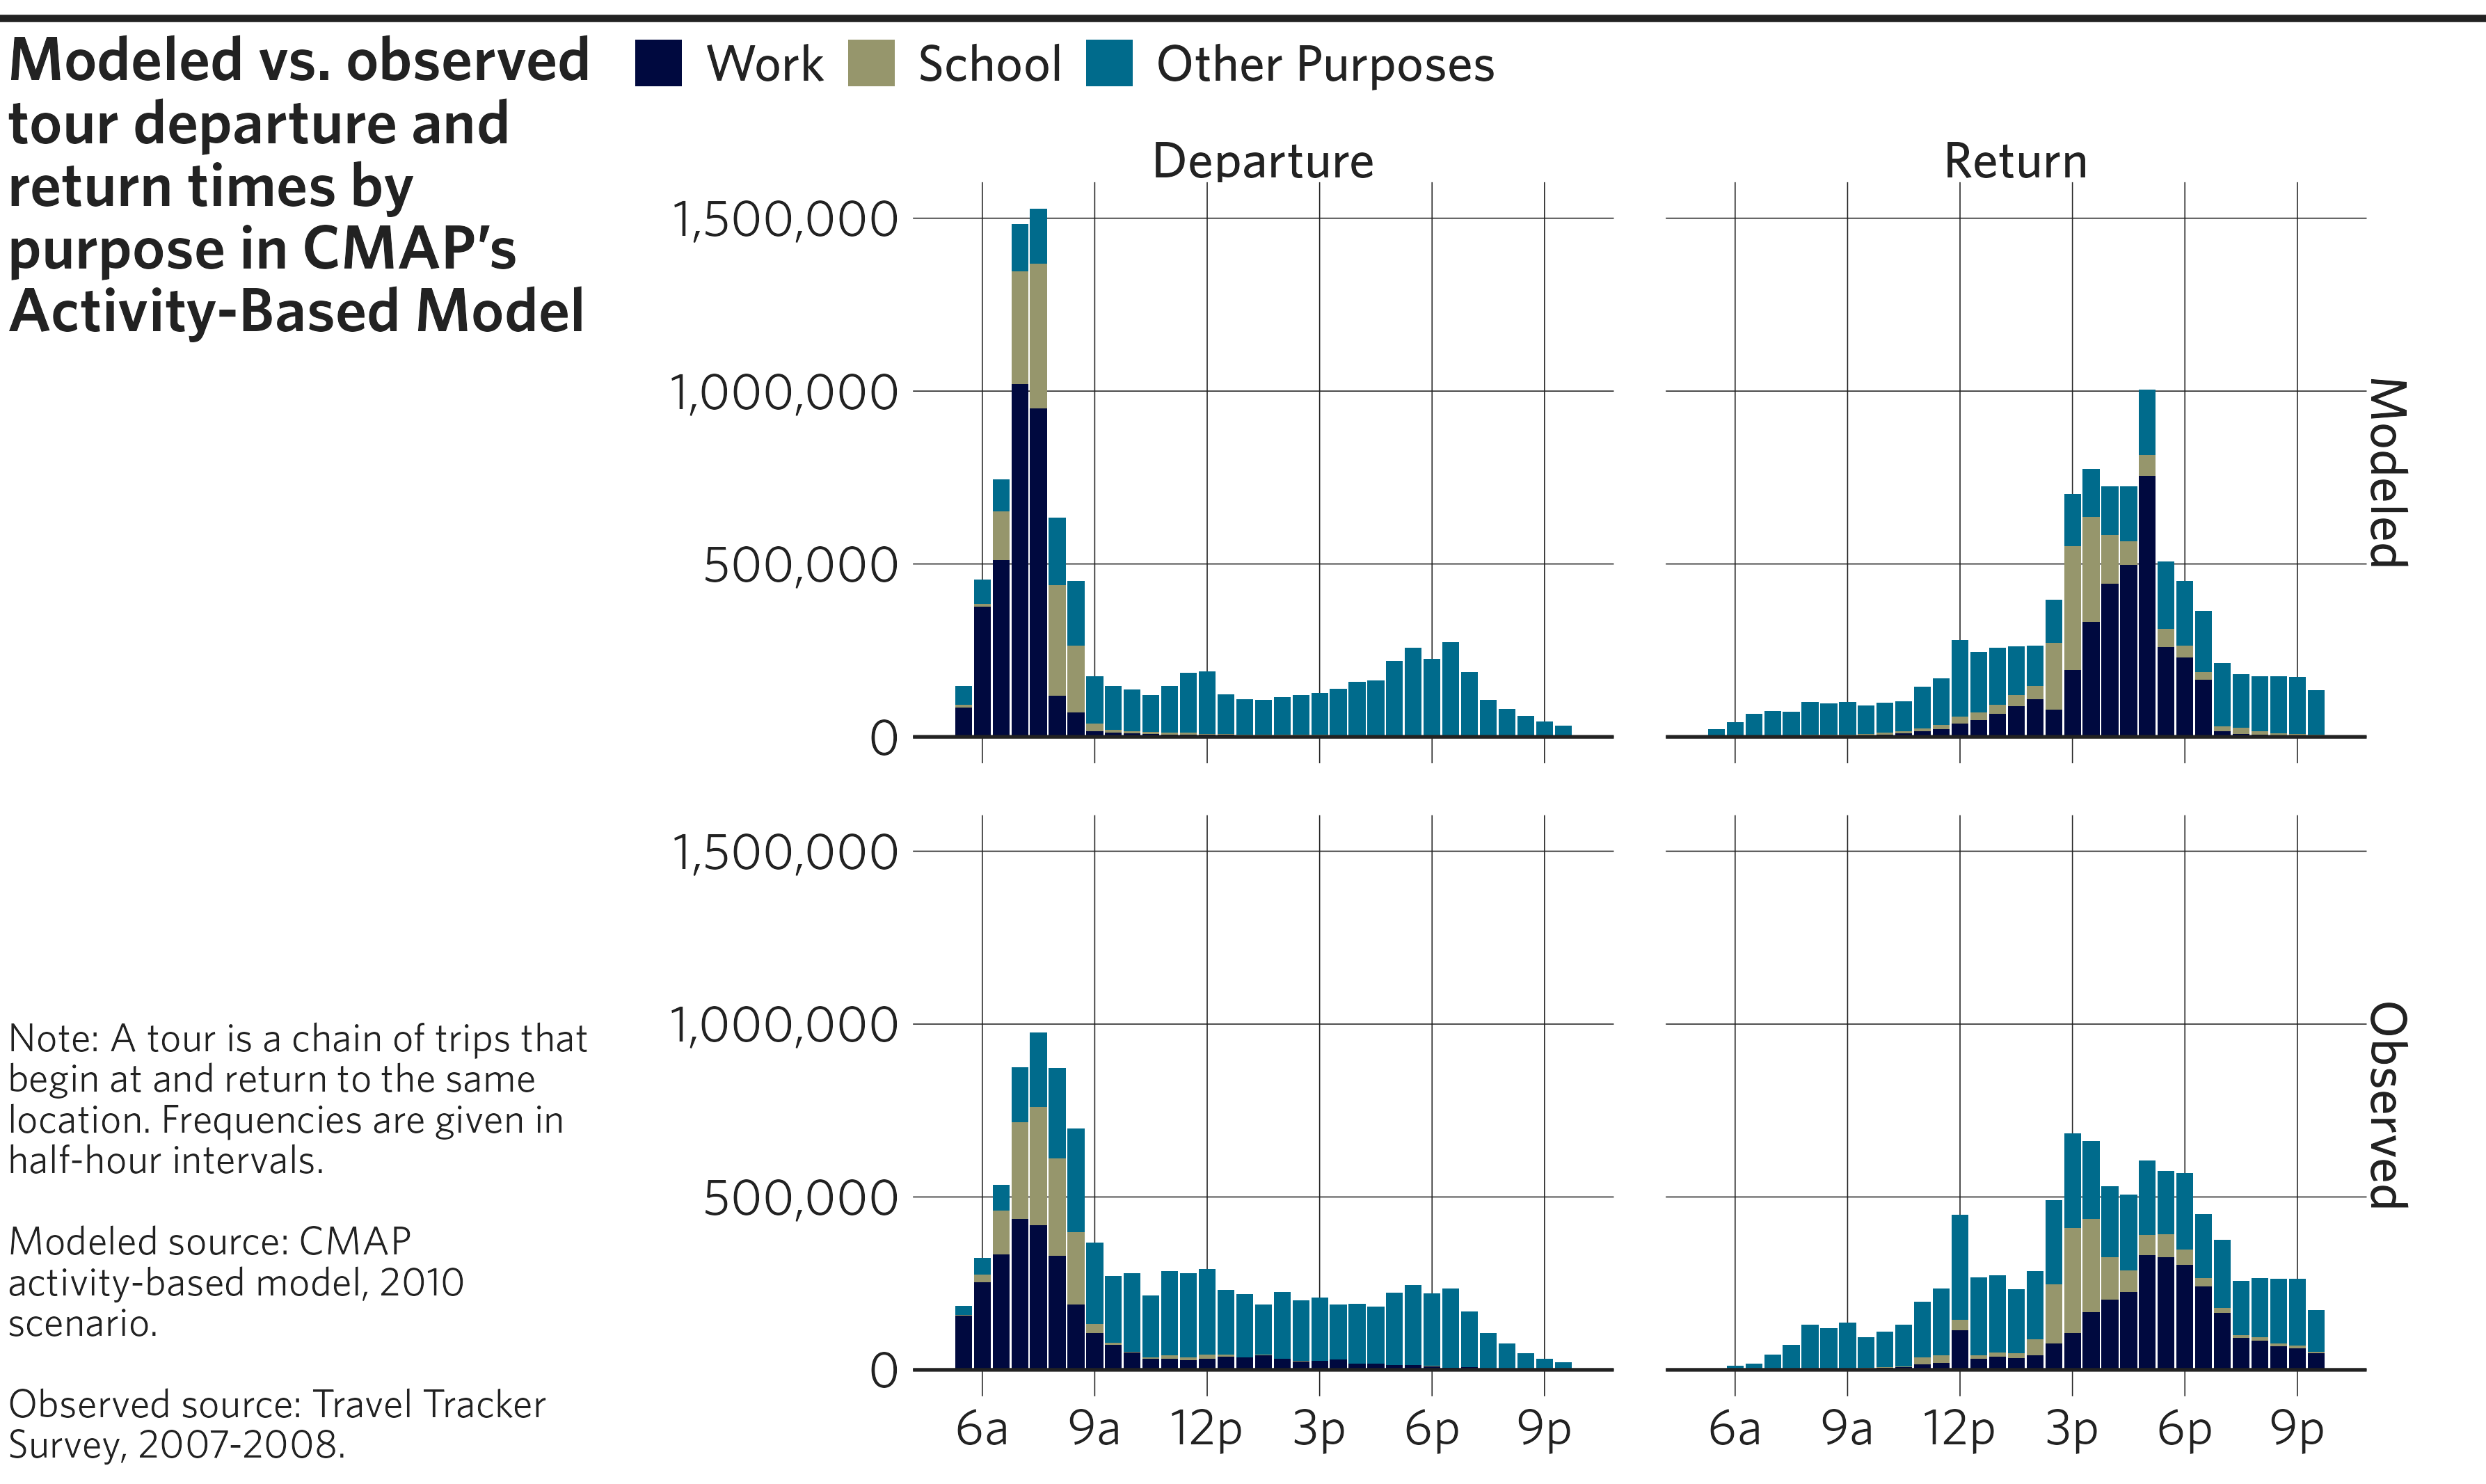 Modeled vs. observed
tour departure and
return times by
purpose in CMAP's
Activity-Based Model
Work School Other Purposes
Departure Return
1,500,000
1,000,000
500,000
0
Modeled
1,500,000
1,000,000
500,000
0
Observed
6a 9a 12p 3p 6p 9p 6a 9a 12p 3p 6p 9p
Note: A tour is a chain of trips that
begin at and return to the same
location. Frequencies are given in
half-hour intervals.
Modeled source: CMAP
activity-based model, 2010
scenario.
Observed source: Travel Tracker
Survey, 2007-2008.